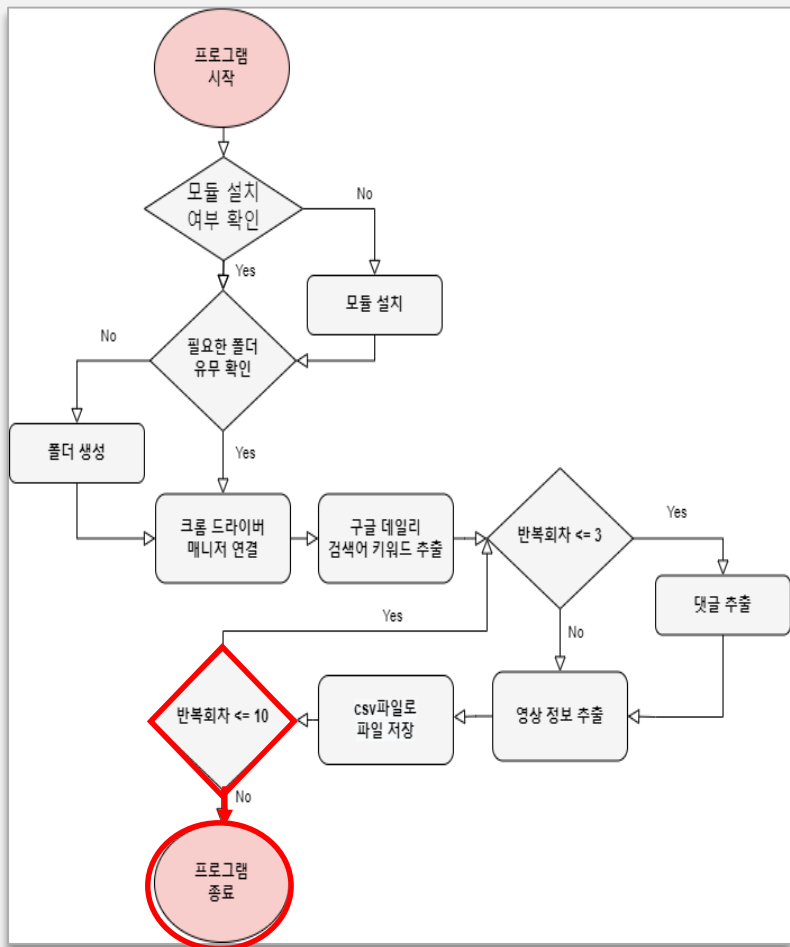 프로그램
시작
모듈 설치
여부 확인
No
Yes
모듈 설치
필요한 폴더
유무 확인
No
Yes
폴더 생성
크롬 드라이버
매니저 연결
구글 데일리
검색어 키워드 추출
반복회차 <= 3
Yes
No
댓글 추출
영상 정보 추출
csv파일로
파일 저장
반복회차 <= 10
Yes
No
프로그램
종료